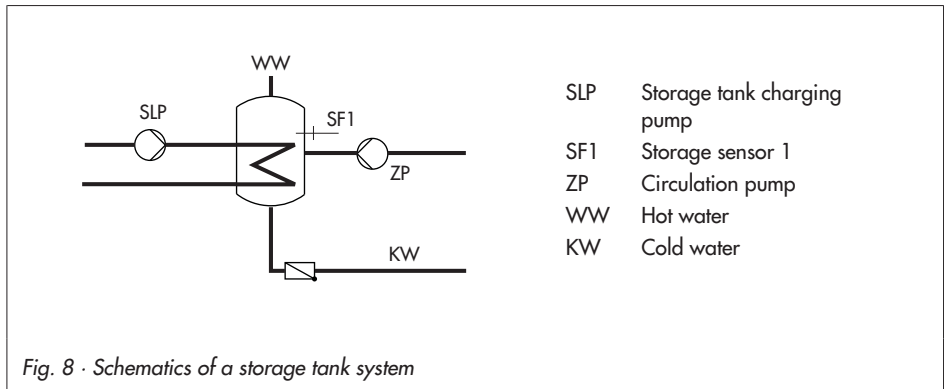 WW
SLP
SF1
ZP
KW
SLP Storage tank charging
pump
SF1 Storage sensor 1
ZP Circulation pump
WW Hot water
KW Cold water
Fig. 8 · Schematics of a storage tank system